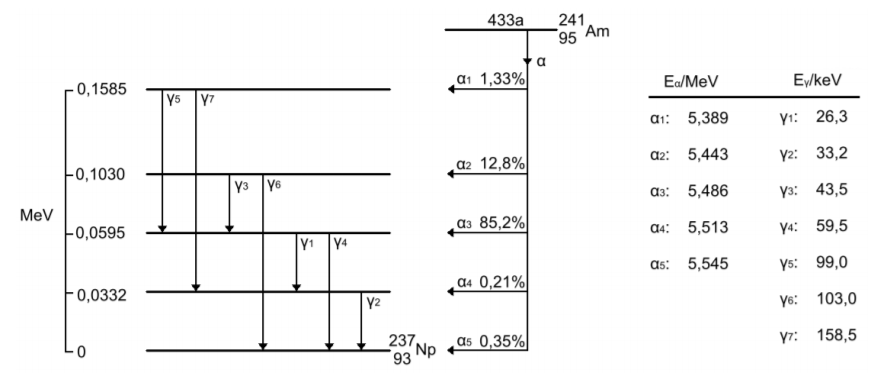 433a
241
95 Am
α
α1 1,33%
α2 12,8%
α3 85,2%
α4 0,21%
α5 0,35%
MeV
0,1585
0,1030
0,0595
0,0332
0
γ5 γ7
γ3 γ6
γ1 γ4
γ2
237
93 Np
Eα/MeV Eγ/keV
α1: 5,389 γ1: 26,3
α2: 5,443 γ2: 33,2
α3: 5,486 γ3: 43,5
α4: 5,513 γ4: 59,5
α5: 5,545 γ5: 99,0
γ6: 103,0
γ7: 158,5